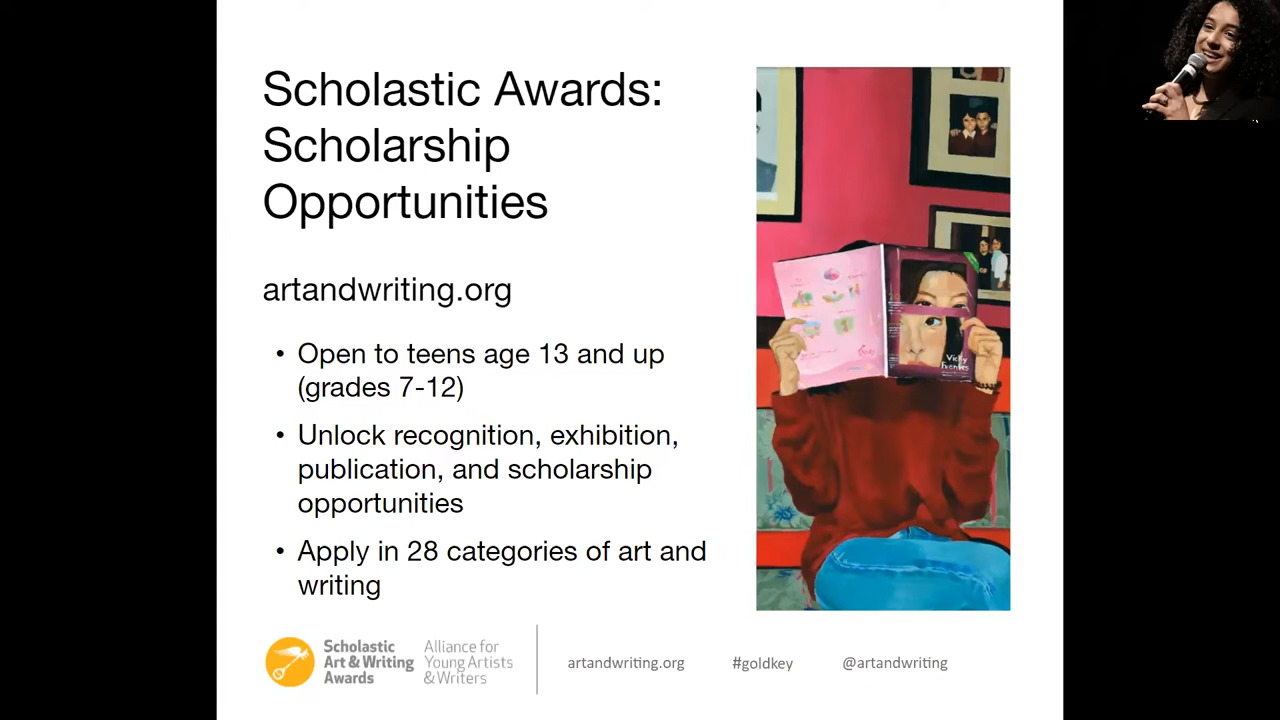 Scholastic Awards:
Scholarship
Opportunities
artandwriting.org
• Open to teens age 13 and up
(grades 7-12)
• Unlock recognition, exhibition,
publication, and scholarship
opportunities
• Apply in 28 categories of art and
writing
Vicky
Scholastic
Art & Writing
Awards
Alliance for
Young Artists
& Writers
artandwriting.org
#goldkey
@artandwriting